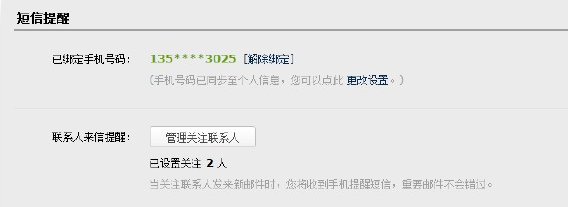 短信提醒
已绑定手机号码： 135****3025 [解除绑定]
(手机号码已同步至个人信息，您可以点此 更改设置。)
联系人来信提醒： 管理关注联系人
已设置关注 2 人
当关注联系人发来新邮件时，您将收到手机提醒短信，重要邮件不会错过。